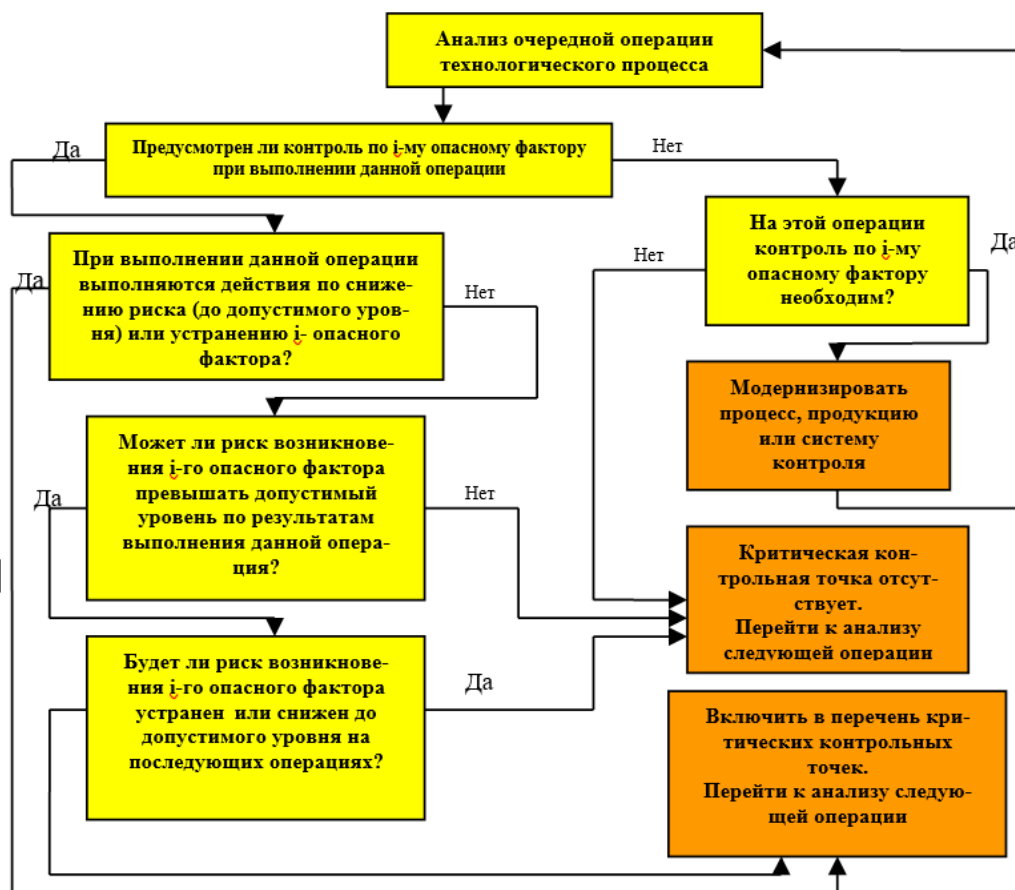 Анализ очередной операции
технологического процесса
Да
Предусмотрен ли контроль по i-му опасному фактору
при выполнении данной операции
Нет
На этой операции
контроль по i-му
опасному фактору
необходим?
Нет
Да
Да
При выполнении данной операции
выполняются действия по сниже-
нию риска (до допустимого уров-
ня) или устранению i- опасного
фактора?
Нет
Модернизировать
процесс, продукцию
или систему
контроля
Может ли риск возникнове-
ния i-го опасного фактора
превышать допустимый
уровень по результатам
выполнения данной опера-
ция?
Да
Нет
Критическая кон-
трольная точка отсут-
ствует.
Перейти к анализу
следующей операции
Будет ли риск возникнове-
ния i-го опасного фактора
устранен или снижен до
допустимого уровня на
последующих операциях?
Да
Включить в перечень кри-
тических контрольных
точек.
Перейти к анализу следую-
щей операции